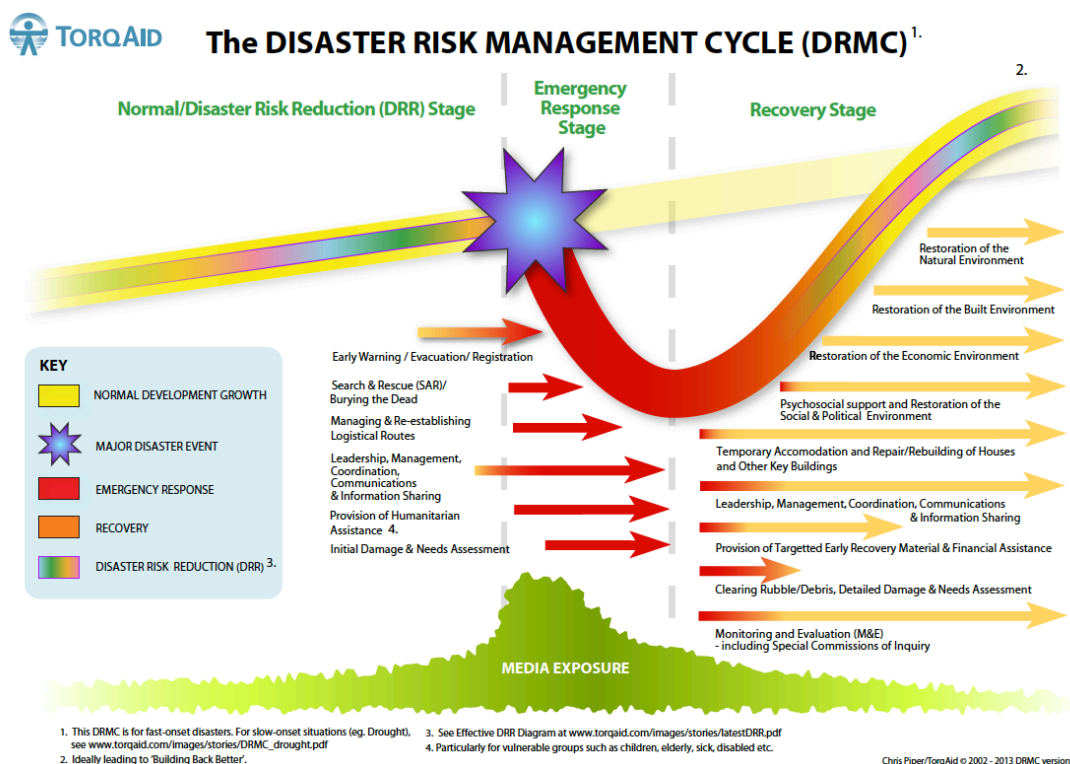 TORQAID
The DISASTER RISK MANAGEMENT CYCLE (DRMC) 1.
2.
Normal/Disaster Risk Reduction (DRR) Stage
Emergency
Response
Stage
Recovery Stage
Restoration of the
Natural Environment
Restoration of the Built Environment
Restoration of the Economic Environment
Psychosocial support and Restoration of the
Social & Political Environment
Temporary Accomodation and Repair/Rebuilding of Houses
and Other Key Buildings
Leadership, Management, Coordination, Communications
& Information Sharing
Provision of Targetted Early Recovery Material & Financial Assistance
Clearing Rubble/Debris, Detailed Damage & Needs Assessment
Monitoring and Evaluation (M&E)
- including Special Commissions of Inquiry
Early Warning / Evacuation/ Registration
Search & Rescue (SAR)/
Burying the Dead
Managing & Re-establishing
Logistical Routes
Leadership, Management,
Coordination,
Communications
& Information Sharing
Provision of Humanitarian
Assistance 4.
Initial Damage & Needs Assessment
KEY
NORMAL DEVELOPMENT GROWTH
MAJOR DISASTER EVENT
EMERGENCY RESPONSE
RECOVERY
DISASTER RISK REDUCTION (DRR) 3.
MEDIA EXPOSURE
1. This DRMC is for fast-onset disasters. For slow-onset situations (eg. Drought),
see www.torqaid.com/images/stories/DRMC_drought.pdf
2. Ideally leading to 'Building Back Better'.
3. See Effective DRR Diagram at www.torqaid.com/images/stories/latestDRR.pdf
4. Particularly for vulnerable groups such as children, elderly, sick, disabled etc.
Chris Piper/TorqAid © 2002 - 2013 DRMC version